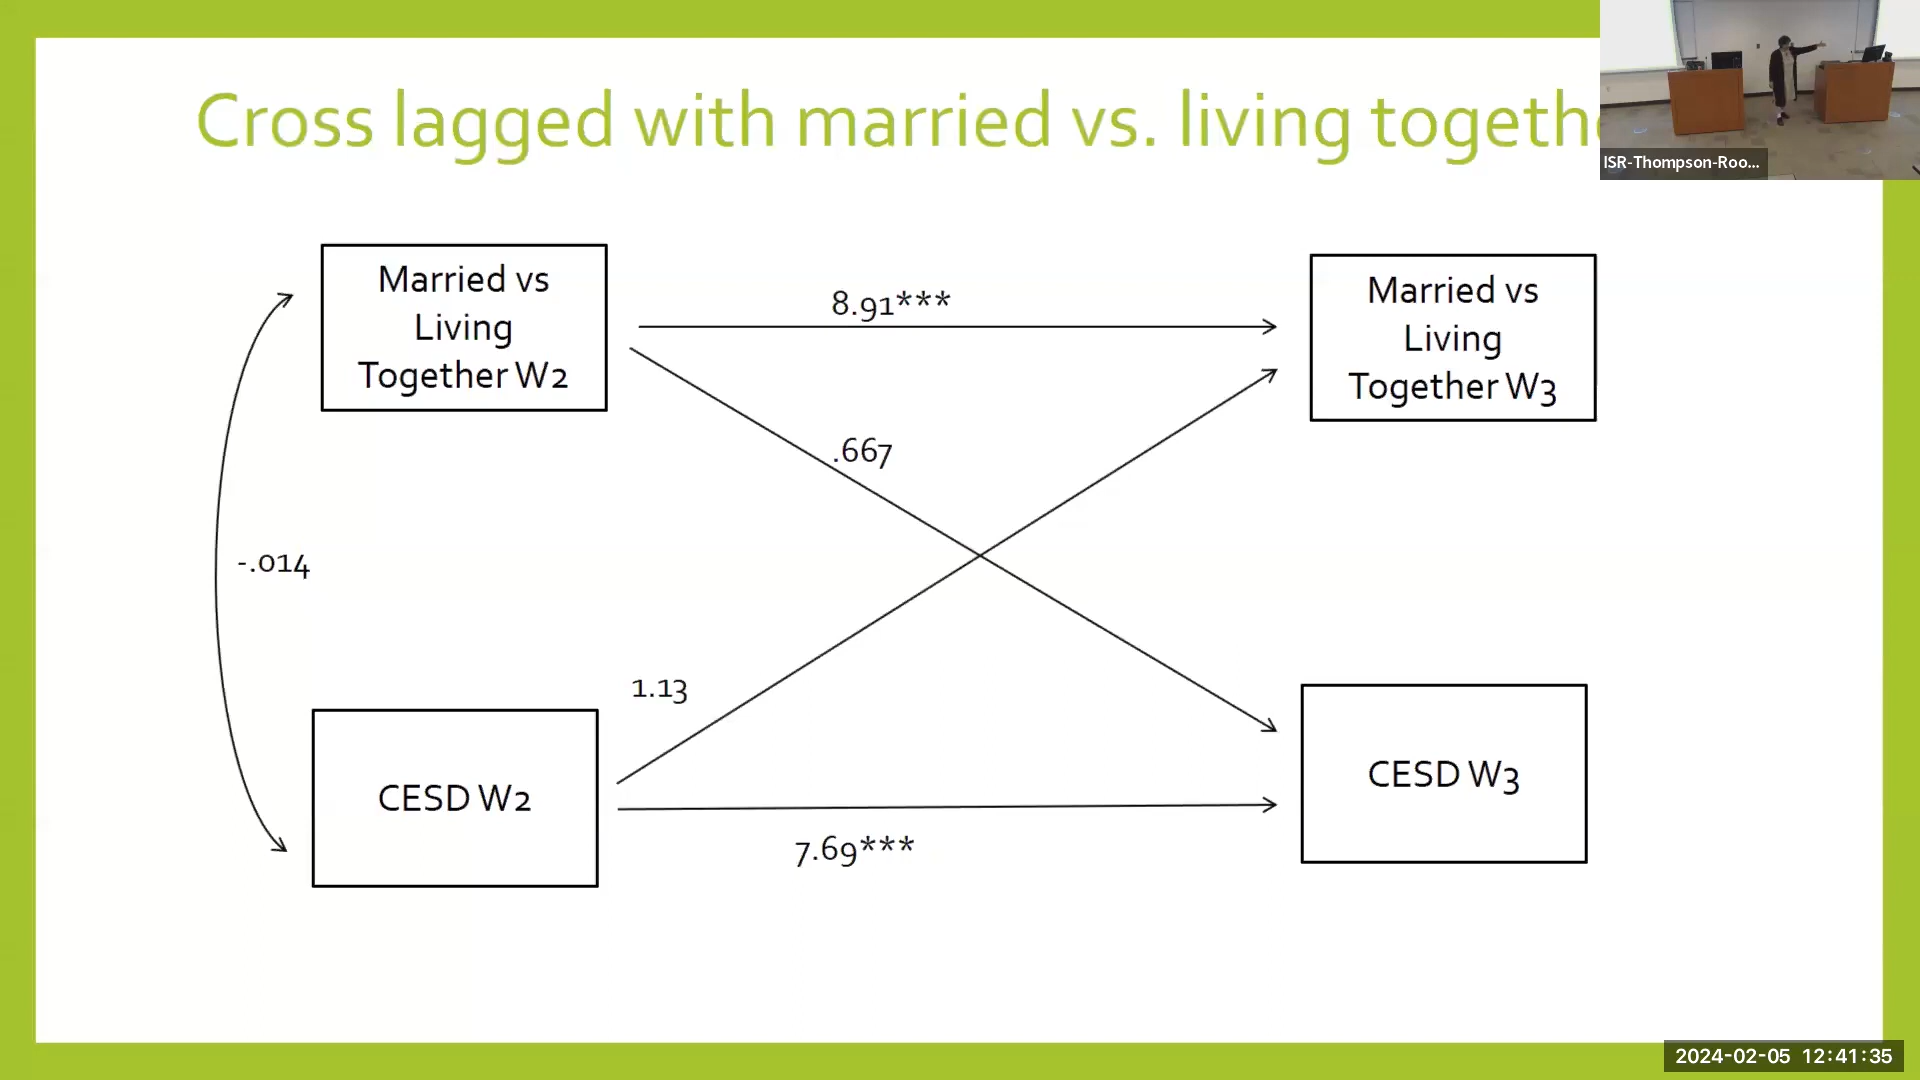 Cross lagged with married vs. living togeth
ISR-Thompson-Roo...
Married vs
Living
Together W2
8.91***
Married vs
Living
Together W3
.667
-.014
1.13
CESD W2
CESD W3
7.69***
2024-02-05 12:41:35